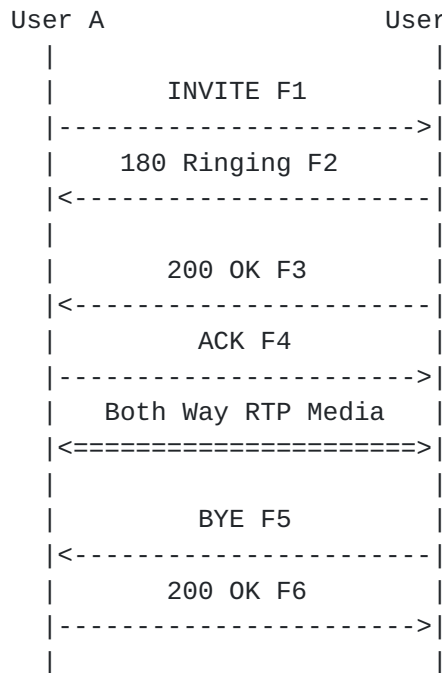 User A                  User
  |                        |
  |       INVITE F1        |
  |----------------------->|
  |    180 Ringing F2      |
  |<-----------------------|
  |                        |
  |       200 OK F3        |
  |<-----------------------|
  |         ACK F4         |
  |----------------------->|
  |   Both Way RTP Media   |
  |<======================>|
  |                        |
  |         BYE F5         |
  |<-----------------------|
  |       200 OK F6        |
  |----------------------->|
  |                        |